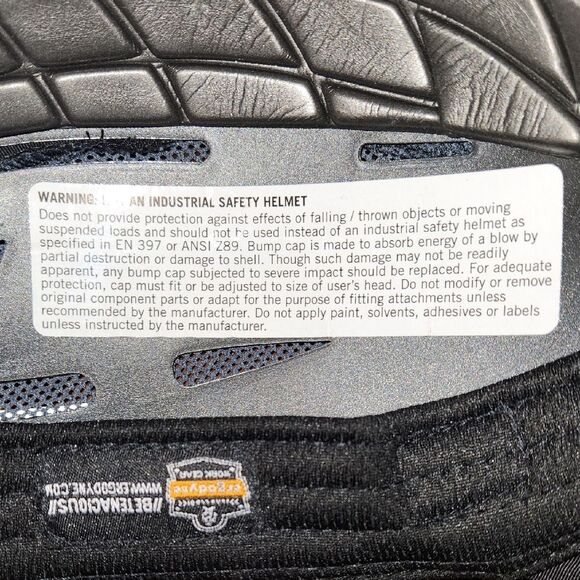 WARNING: AN INDUSTRIAL SAFETY HELMET
Does not provide protection against effects of falling / thrown objects or moving
suspended loads and should not be used instead of an industrial safety helmet as
specified in EN 397 or ANSI Z89. Bump cap is made to absorb energy of a blow by
partial destruction or damage to shell. Though such damage may not be readily
apparent, any bump cap subjected to severe impact should be replaced. For adequate
protection, cap must fit or be adjusted to size of user's head. Do not modify or remove
original component parts or adapt for the purpose of fitting attachments unless
recommended by the manufacturer. Do not apply paint, solvents, adhesives or labels
unless instructed by the manufacturer.
ergodyne
WORK GEAR
//BETENACIOUS//
WWW.ERGODYNE.COM